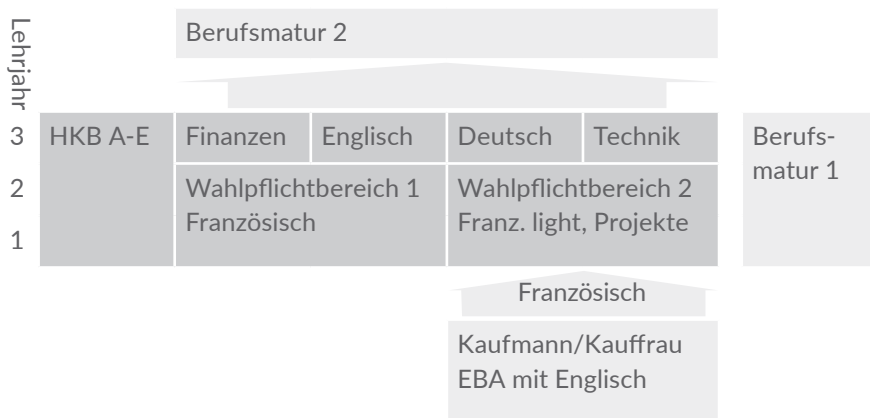 Lehrjahr
Berufsmatur 2
3
HKB A-E
Finanzen
Englisch
Deutsch
Technik
Berufs-
matur 1
2
Wahlpflichtbereich 1
Französisch
Wahlpflichtbereich 2
Franz. light, Projekte
1
Französisch
Kaufmann/Kauffrau
EBA mit Englisch